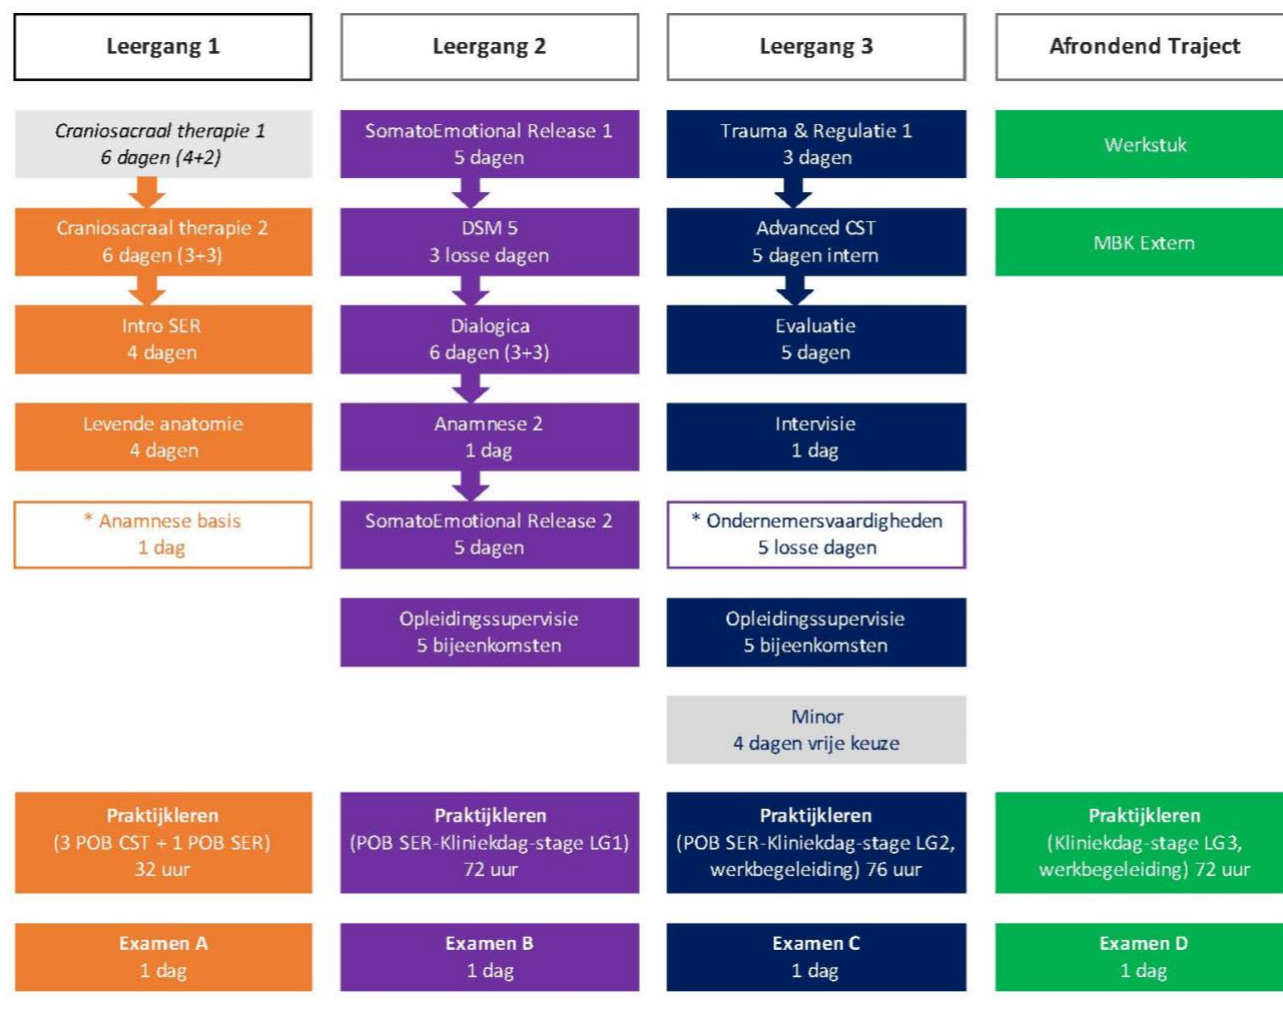 Leergang 1
Leergang 2
Leergang 3
Afrondend Traject
Craniosacraal therapie 1
6 dagen (4+2)
SomatoEmotional Release 1
5 dagen
Trauma & Regulatie 1
3 dagen
Werkstuk
Craniosacraal therapie 2
6 dagen (3+3)
DSM 5
3 losse dagen
Advanced CST
5 dagen intern
MBK Extern
Intro SER
4 dagen
Dialogica
6 dagen (3+3)
Evaluatie
5 dagen
Levende anatomie
4 dagen
Anamnese 2
1 dag
Intervisie
1 dag
* Anamnese basis
1 dag
SomatoEmotional Release 2
5 dagen
* Ondernemersvaardigheden
5 losse dagen
Opleidingssupervisie
5 bijeenkomsten
Opleidingssupervisie
5 bijeenkomsten
Minor
4 dagen vrije keuze
Praktijkleren
(3 POB CST + 1 POB SER)
32 uur
Praktijkleren
(POB SER-Kliniekdag-stage LG1)
72 uur
Praktijkleren
(POB SER-Kliniekdag-stage LG2,
werkbegeleiding) 76 uur
Praktijkleren
(Kliniekdag-stage LG3,
werkbegeleiding) 72 uur
Examen A
1 dag
Examen B
1 dag
Examen C
1 dag
Examen D
1 dag